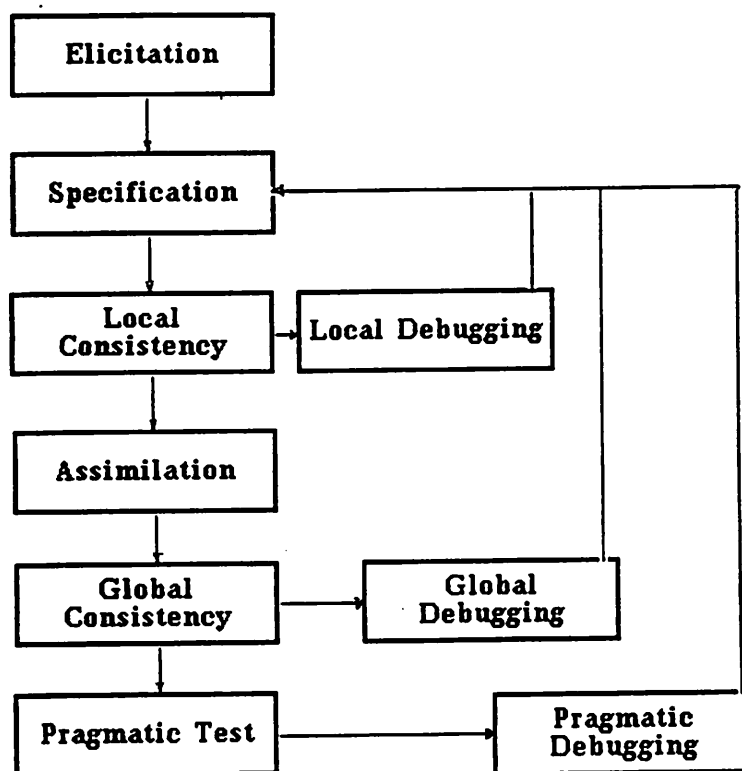 Elicitation
Specification
Local
Consistency
Local Debugging
Assimilation
Global
Consistency
Global
Debugging
Pragmatic Test
Pragmatic
Debugging